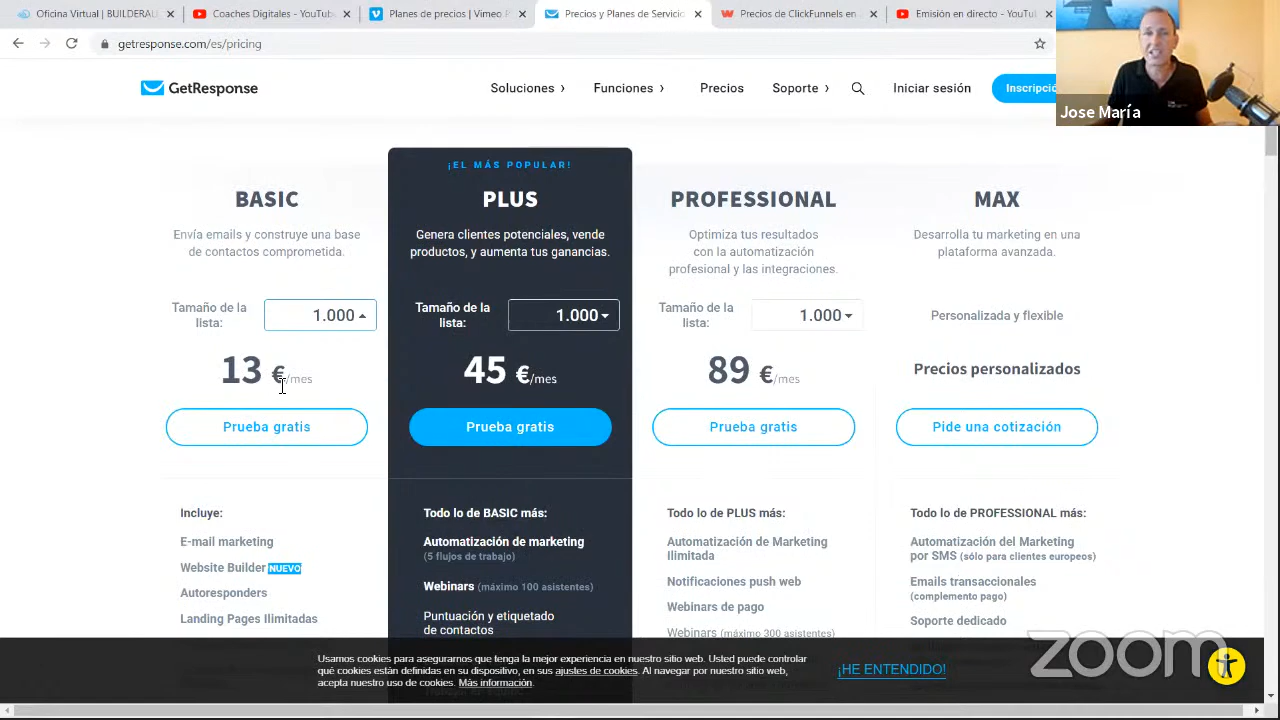 Oficina Virtual | BUILDERAL
Coaches Digitales - YouTube
Planes de precios | Vimeo P
Precios y Planes de Servicio
Precios de ClickFunnels en
Emisión en directo - YouTub
getresponse.com/es/pricing
GetResponse
Soluciones
Funciones
Precios
Soporte
Iniciar sesión
Inscripció
Jose María
¡EL MÁS POPULAR!
BASIC
Envía emails y construye una base
de contactos comprometida.
Tamaño de la
lista:
1.000
13 €/mes
Prueba gratis
Incluye:
E-mail marketing
Website Builder NUEVO
Autoresponders
Landing Pages Ilimitadas
PLUS
Genera clientes potenciales, vende
productos, y aumenta tus ganancias.
Tamaño de la
lista:
1.000
45 €/mes
Prueba gratis
Todo lo de BASIC más:
Automatización de marketing
(5 flujos de trabajo)
Webinars (máximo 100 asistentes)
Puntuación y etiquetado
de contactos
PROFESSIONAL
Optimiza tus resultados
con la automatización
profesional y las integraciones.
Tamaño de la
lista:
1.000
89 €/mes
Prueba gratis
Todo lo de PLUS más:
Automatización de Marketing
Ilimitada
Notificaciones push web
Webinars de pago
Webinars (máximo 300 asistentes)
MAX
Desarrolla tu marketing en una
plataforma avanzada.
Personalizada y flexible
Precios personalizados
Pide una cotización
Todo lo de PROFESSIONAL más:
Automatización del Marketing
por SMS (sólo para clientes europeos)
Emails transaccionales
(complemento pago)
Soporte dedicado
Usamos cookies para asegurarnos que tenga la mejor experiencia en nuestro sitio web. Usted puede controlar
qué cookies están definidas en su dispositivo, en sus ajustes de cookies. Al navegar por nuestro sitio web,
acepta nuestro uso de cookies. Más información.
¡HE ENTENDIDO!
zoom